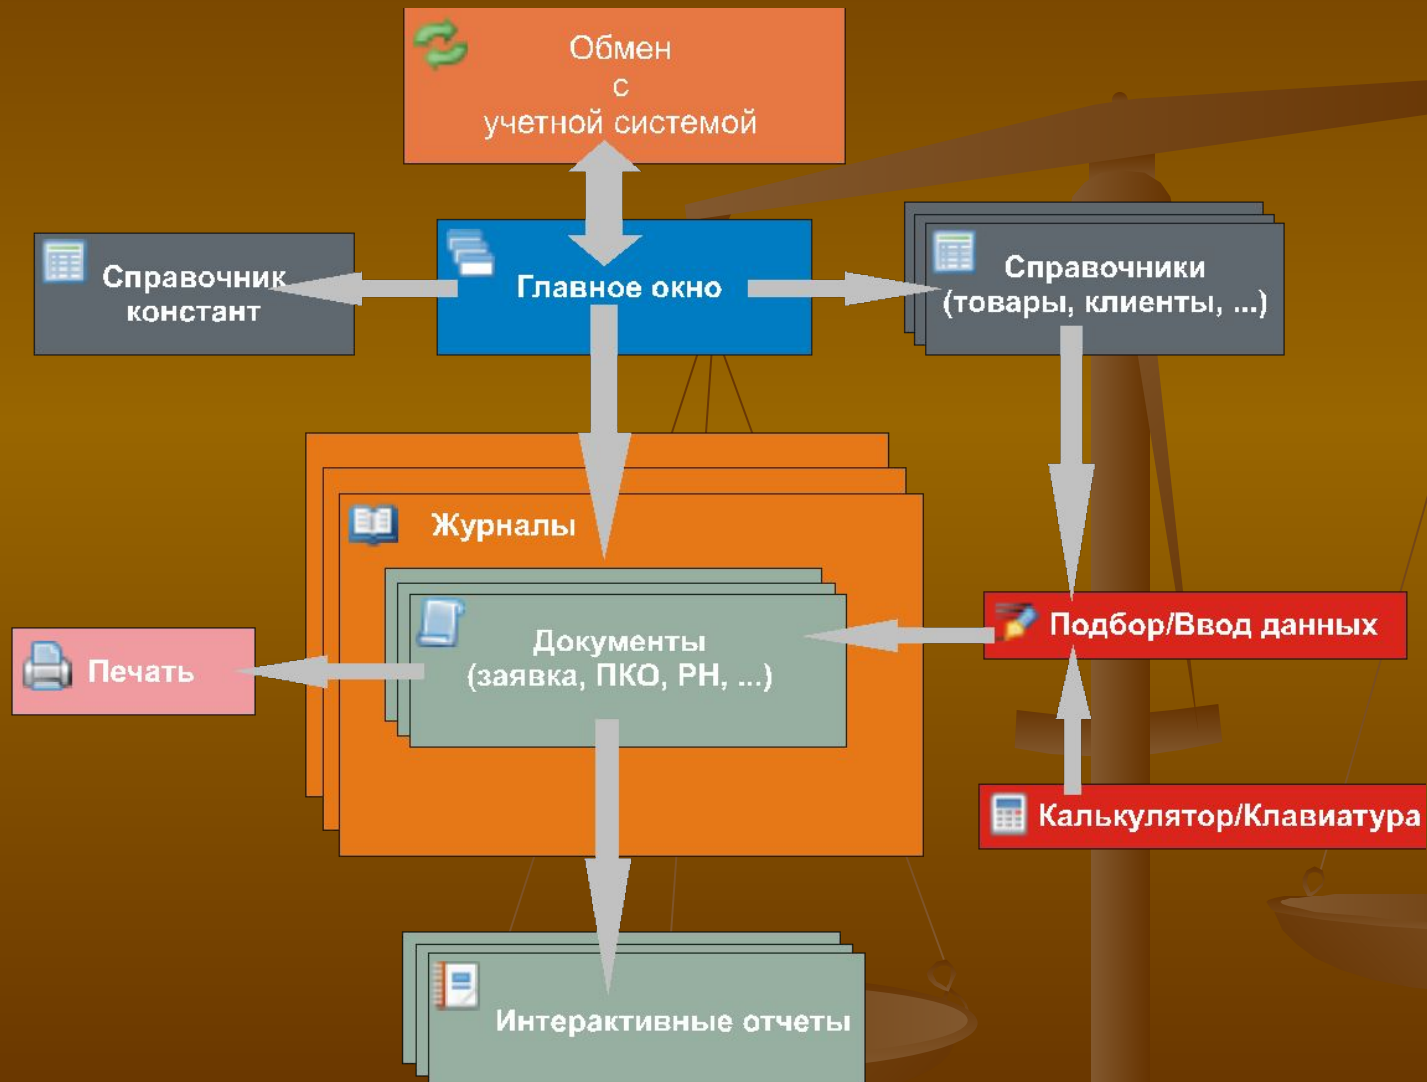 Обмен
с
учетной системой
Справочник
констант
Главное окно
Справочники
(товары, клиенты, ...)
Журналы
Документы
(заявка, ПКО, РН, ...)
Подбор/Ввод данных
Печать
Калькулятор/Клавиатура
Интерактивные отчеты